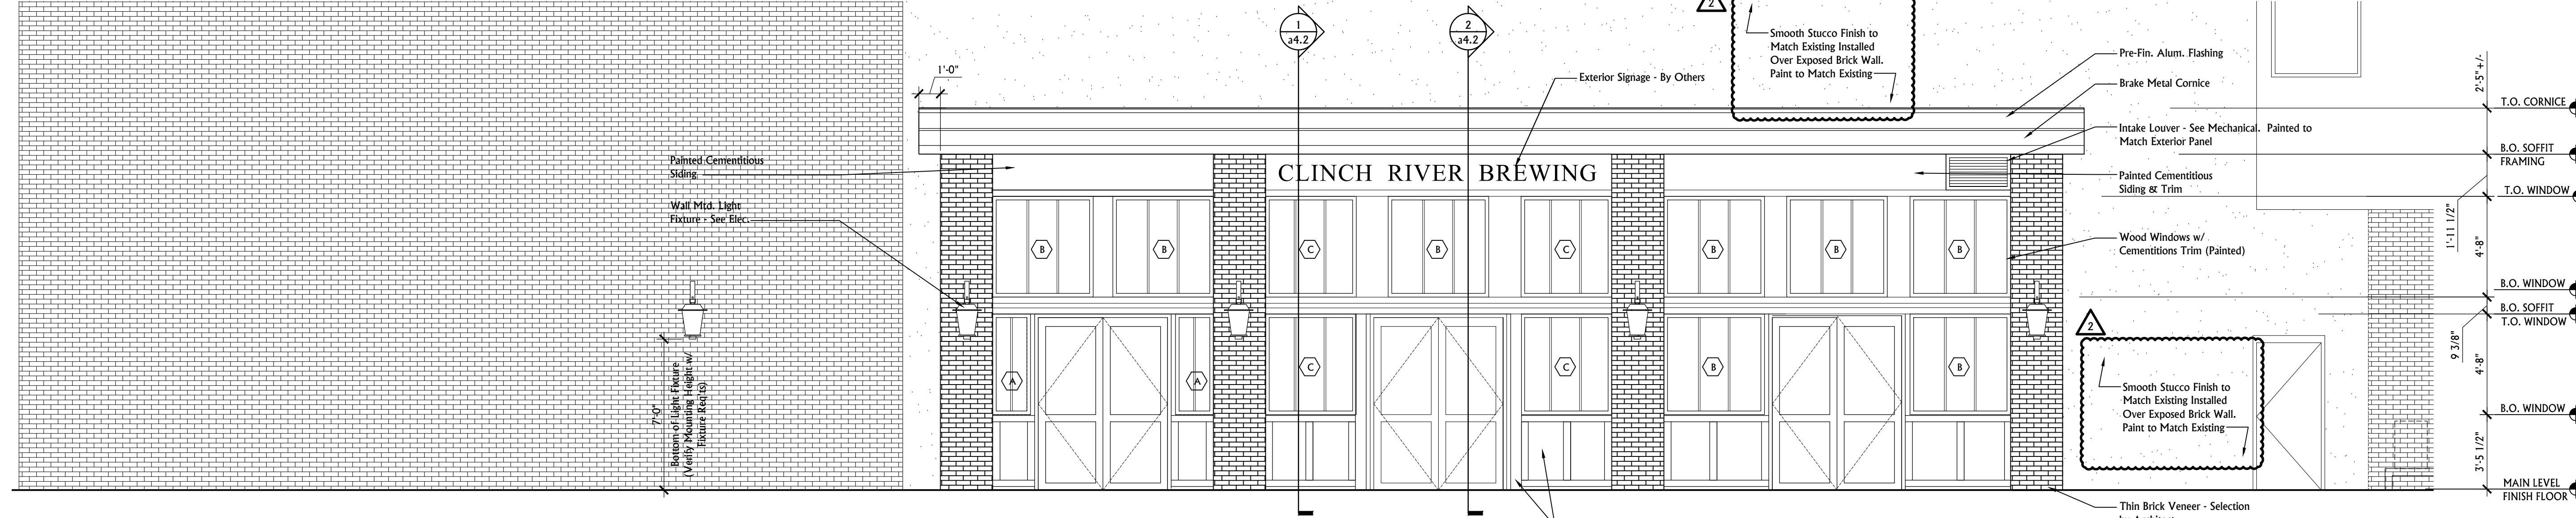 2
1
a4.2
2
a4.2
1'-0"
Smooth Stucco Finish to
Match Existing Installed
Over Exposed Brick Wall.
Paint to Match Existing
Exterior Signage - By Others
Pre-Fin. Alum. Flashing
Brake Metal Cornice
Intake Louver - See Mechanical. Painted to
Match Exterior Panel
Painted Cementitious
Siding & Trim
Wood Windows w/
Cementitions Trim (Painted)
Painted Cementitious
Siding
Wall Mtd. Light
Fixture - See Elec.
CLINCH RIVER BREWING
B
B
C
B
C
B
B
B
A
A
C
C
B
B
7'-0"
Bottom of Light Fixture
(Verify Mounting Height w/
Fixture Req'ts)
2
Smooth Stucco Finish to
Match Existing Installed
Over Exposed Brick Wall.
Paint to Match Existing
Thin Brick Veneer - Selection
2'-5"+/-
1'-11 1/2"
4'-8"
9 3/8"
4'-8"
3'-5 1/2"
T.O. CORNICE
B.O. SOFFIT
FRAMING
T.O. WINDOW
B.O. WINDOW
B.O. SOFFIT
T.O. WINDOW
B.O. WINDOW
MAIN LEVEL
FINISH FLOOR